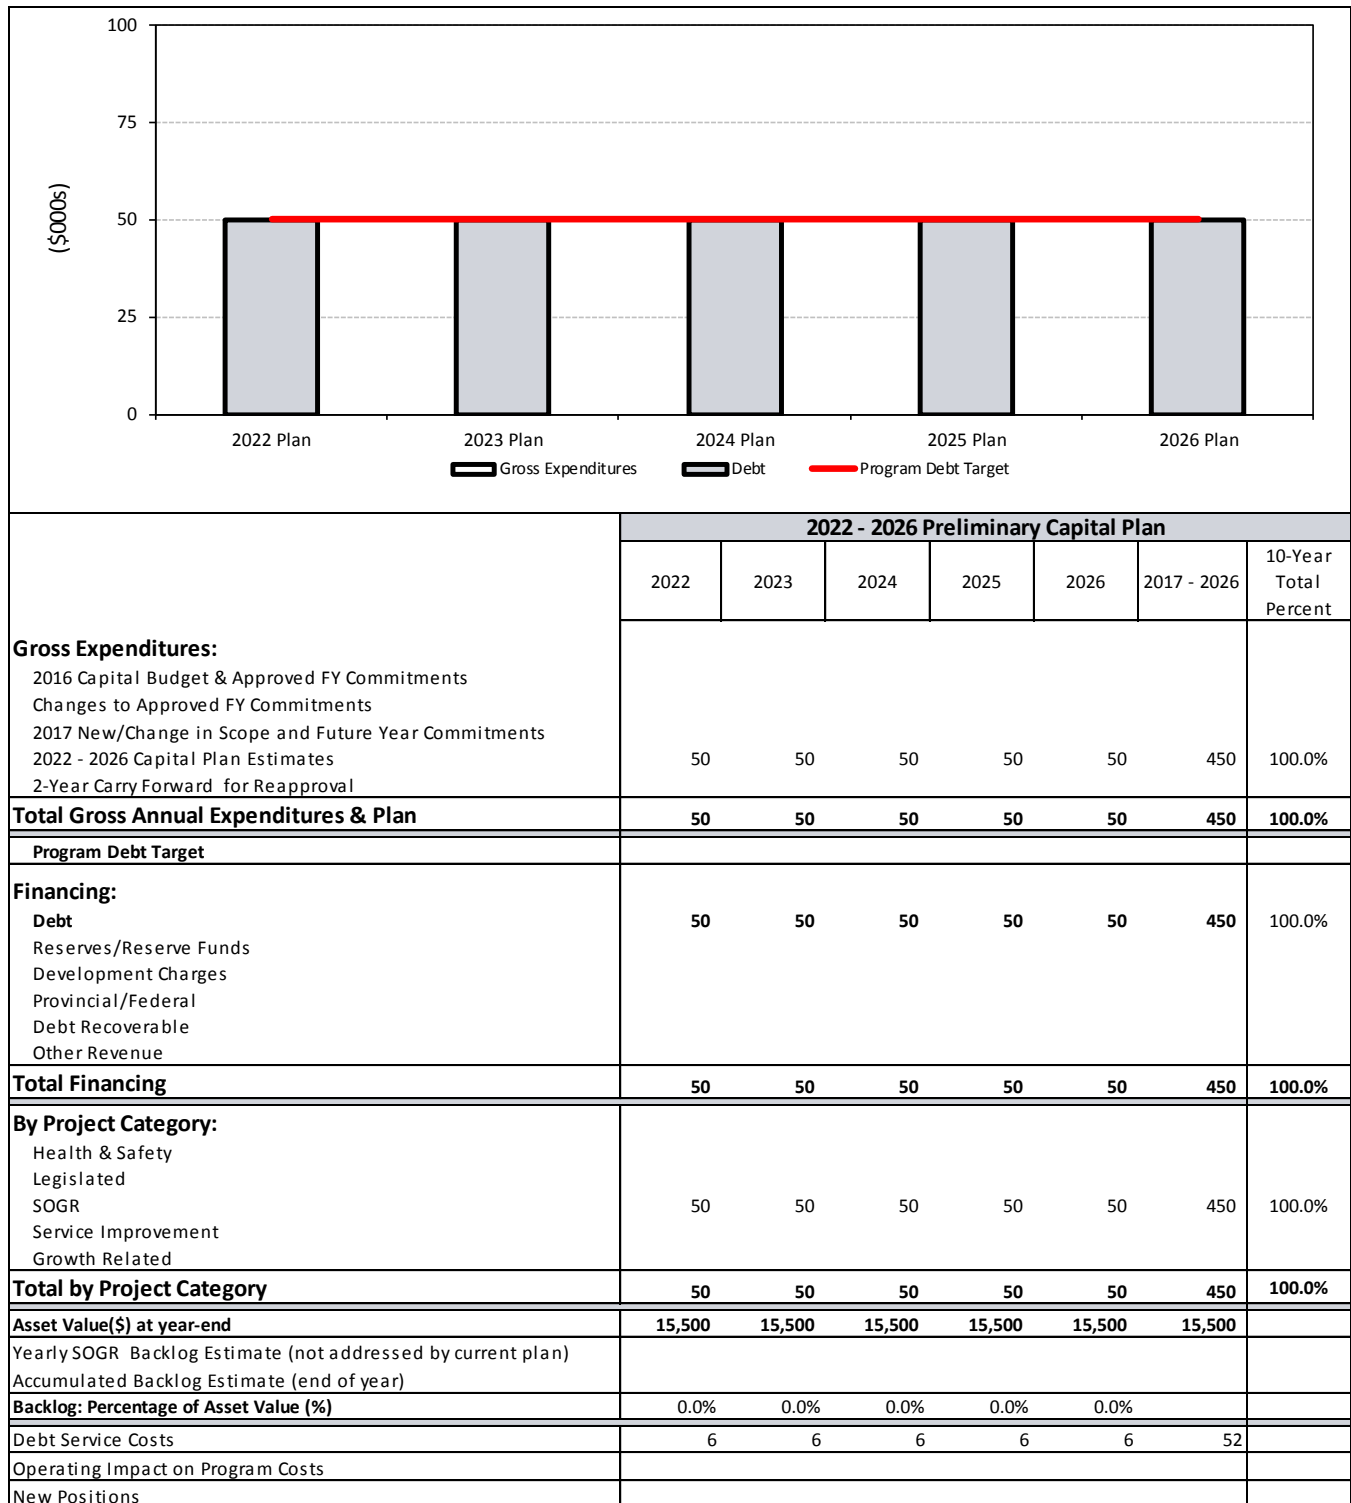 100
75
50
25
0
($000s)
2022 Plan 2023 Plan 2024 Plan 2025 Plan 2026 Plan
Gross Expenditures Debt Program Debt Target
2022 - 2026 Preliminary Capital Plan
2022 2023 2024 2025 2026 2017 - 2026 10-Year Total Percent
Gross Expenditures:
2016 Capital Budget & Approved FY Commitments
Changes to Approved FY Commitments
2017 New/Change in Scope and Future Year Commitments
2022 - 2026 Capital Plan Estimates 50 50 50 50 50 450 100.0%
2-Year Carry Forward for Reapproval
Total Gross Annual Expenditures & Plan 50 50 50 50 50 450 100.0%
Program Debt Target
Financing:
Debt 50 50 50 50 50 450 100.0%
Reserves/Reserve Funds
Development Charges
Provincial/Federal
Debt Recoverable
Other Revenue
Total Financing 50 50 50 50 50 450 100.0%
By Project Category:
Health & Safety
Legislated
SOGR 50 50 50 50 50 450 100.0%
Service Improvement
Growth Related
Total by Project Category 50 50 50 50 50 450 100.0%
Asset Value($) at year-end 15,500 15,500 15,500 15,500 15,500 15,500
Yearly SOGR Backlog Estimate (not addressed by current plan)
Accumulated Backlog Estimate (end of year)
Backlog: Percentage of Asset Value (%) 0.0% 0.0% 0.0% 0.0% 0.0%
Debt Service Costs 6 6 6 6 6 52
Operating Impact on Program Costs
New Positions